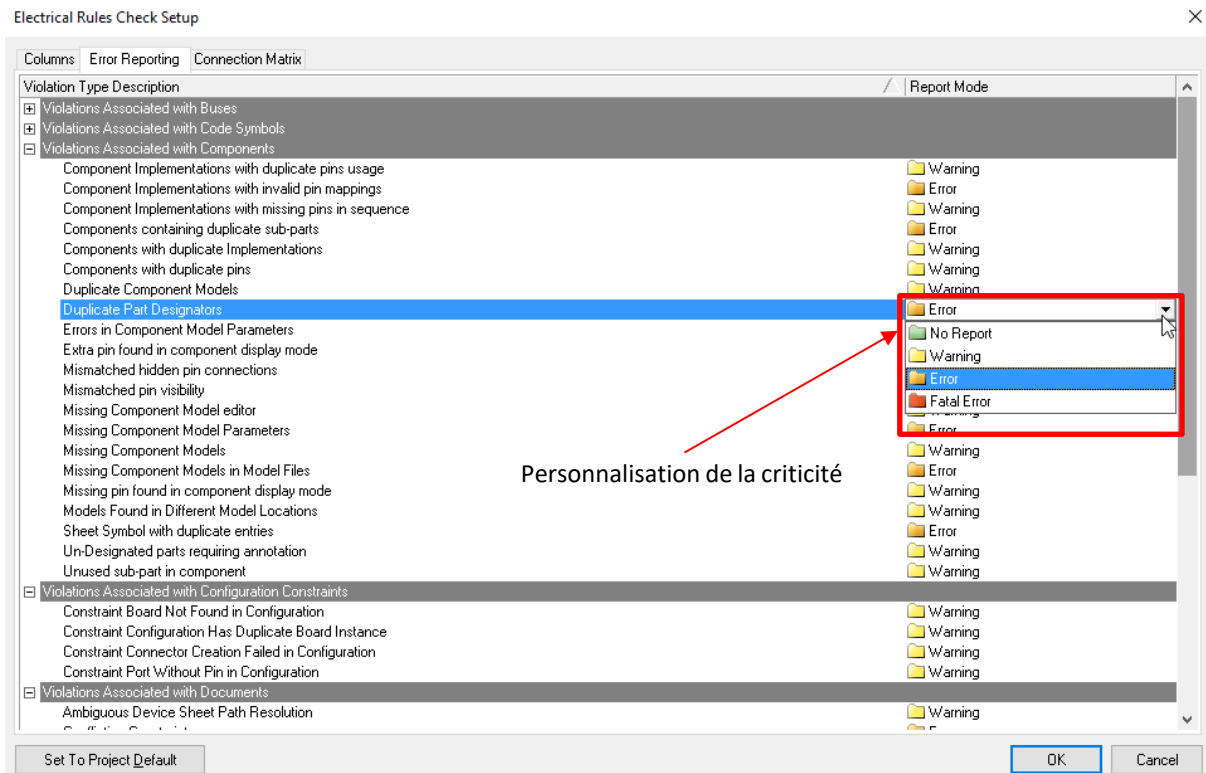 Electrical Rules Check Setup
Columns Error Reporting Connection Matrix
Violation Type Description Report Mode
Violations Associated with Buses
Violations Associated with Code Symbols
Violations Associated with Components
Component Implementations with duplicate pins usage Warning
Component Implementations with invalid pin mappings Error
Component Implementations with missing pins in sequence Warning
Components containing duplicate sub-parts Error
Components with duplicate Implementations Warning
Components with duplicate pins Warning
Duplicate Component Models Warning
Duplicate Part Designators Error
Errors in Component Model Parameters No Report
Extra pin found in component display mode Warning
Mismatched hidden pin connections Error
Mismatched pin visibility Fatal Error
Missing Component Model editor
Missing Component Model Parameters Error
Missing Component Models Warning
Missing Component Models in Model Files Error
Personnalisation de la criticité
Missing pin found in component display mode Warning
Models Found in Different Model Locations Warning
Sheet Symbol with duplicate entries Error
Un-Designated parts requiring annotation Warning
Unused sub-part in component Warning
Violations Associated with Configuration Constraints
Constraint Board Not Found in Configuration Warning
Constraint Configuration Has Duplicate Board Instance Warning
Constraint Connector Creation Failed in Configuration Warning
Constraint Port Without Pin in Configuration Warning
Violations Associated with Documents
Ambiguous Device Sheet Path Resolution Warning
Set To Project Default OK Cancel